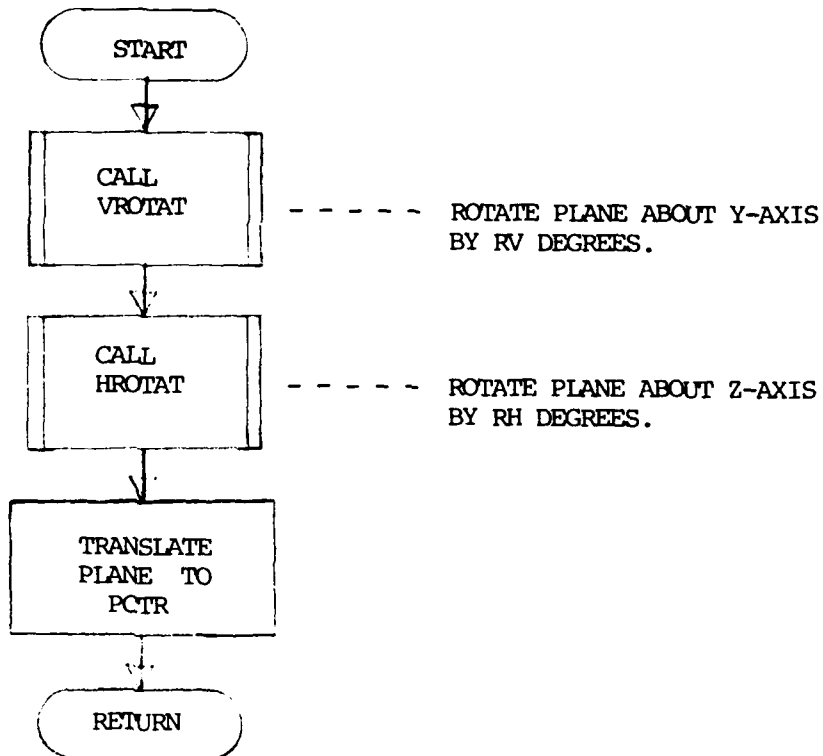 START
CALL
VROTAT
- - - - - ROTATE PLANE ABOUT Y-AXIS
BY RV DEGREES.
CALL
HROTAT
- - - - - ROTATE PLANE ABOUT Z-AXIS
BY RH DEGREES.
TRANSLATE
PLANE TO
PCTR
RETURN